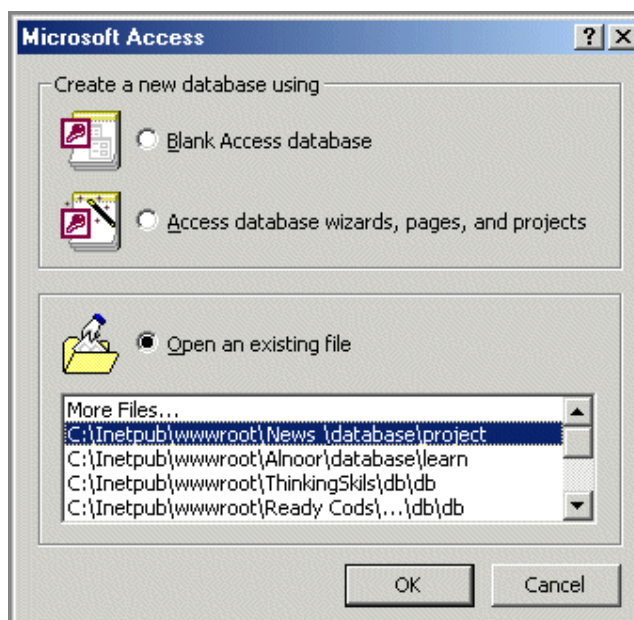 Microsoft Access
Create a new database using
Blank Access database
Access database wizards, pages, and projects
Open an existing file
More Files...
C:\Inetpub\wwwroot\News \database\project
C:\Inetpub\wwwroot\Alnoor\database\learn
C:\Inetpub\wwwroot\ThinkingSkils\db\db
C:\Inetpub\wwwroot\Ready Cods\...\db\db
OK
Cancel